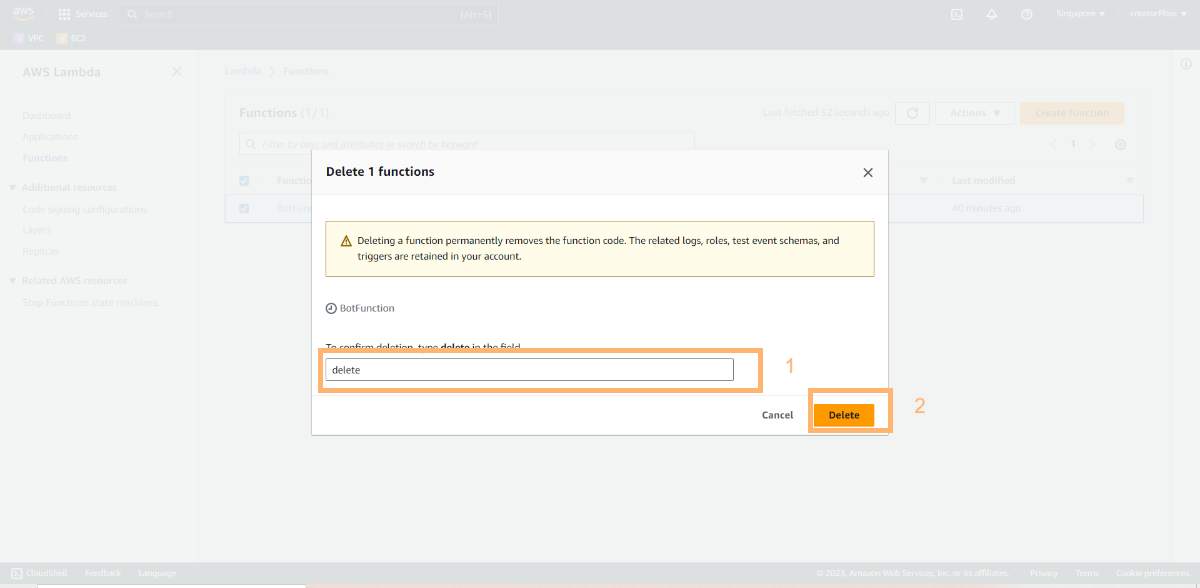 aws
Services
Search
[Alt+S]
Singapore
creatorPhuc
VPC
EC2
AWS Lambda
Dashboard
Applications
Functions
Additional resources
Code signing configurations
Layers
Replicas
Related AWS resources
Step Functions state machines
Lambda
Functions
Functions (1/1)
Last fetched 32 seconds ago
Actions
Create function
Filter by tags and attributes or search by keyword
1
Last modified
40 minutes ago
Delete 1 functions
Deleting a function permanently removes the function code. The related logs, roles, test event schemas, and
triggers are retained in your account.
BotFunction
To confirm deletion, type delete in the field.
delete
1
Cancel
Delete
2
CloudShell
Feedback
Language
© 2023, Amazon Web Services, Inc. or its affiliates.
Privacy
Terms
Cookie preferences